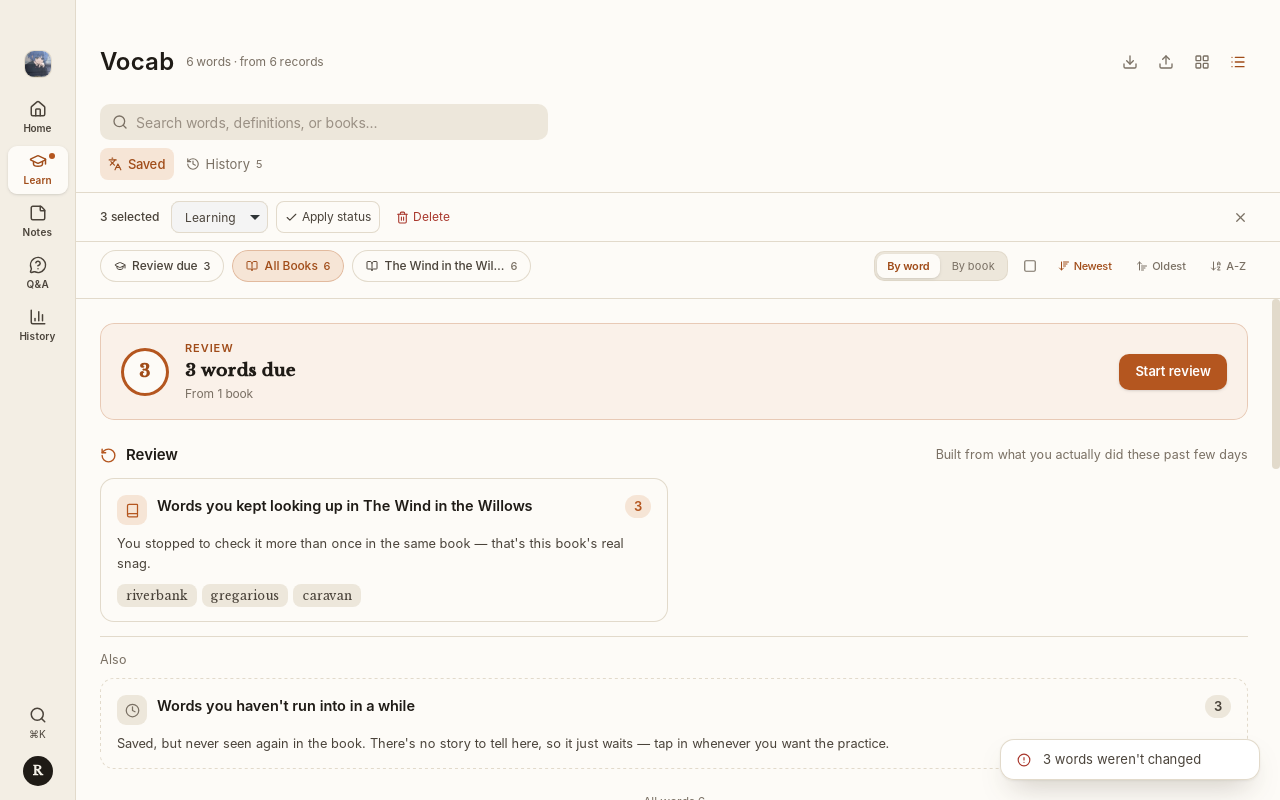 Vocab
6 words · from 6 records
Search words, definitions, or books...
Home
Learn
Notes
Q&A
History
⌘K
R
Saved
History 5
3 selected
Learning
Apply status
Delete
Review due 3
All Books 6
The Wind in the Wil... 6
By word
By book
Newest
Oldest
A-Z
3
REVIEW
3 words due
From 1 book
Start review
Review
Built from what you actually did these past few days
Words you kept looking up in The Wind in the Willows
3
You stopped to check it more than once in the same book — that's this book's real
snag.
riverbank
gregarious
caravan
Also
Words you haven't run into in a while
3
Saved, but never seen again in the book. There's no story to tell here, so it just waits — tap in whenever you want the practice.
3 words weren't changed
All words 6